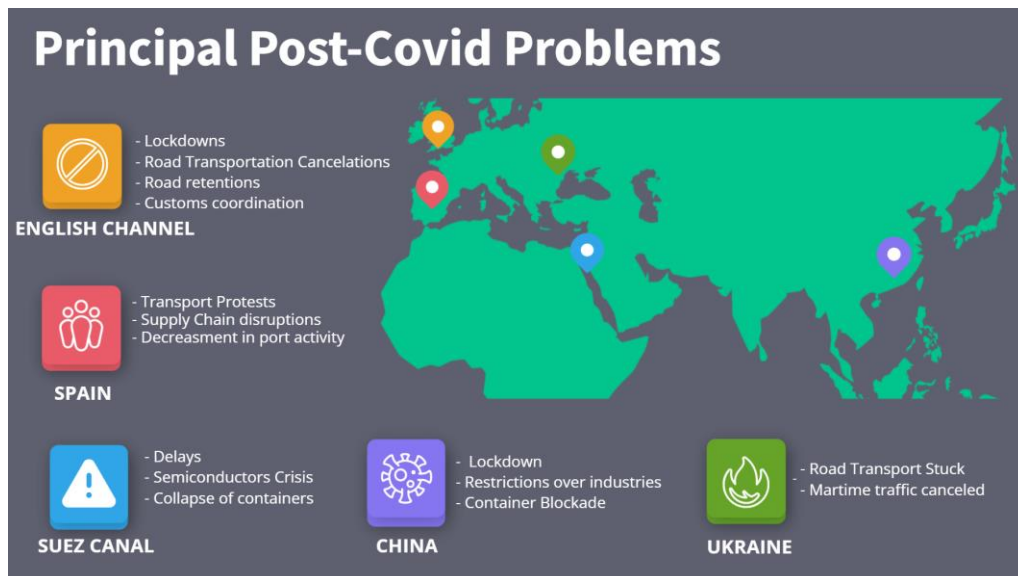 Principal Post-Covid Problems
- Lockdowns
- Road Transportation Cancelations
- Road retentions
- Customs coordination
ENGLISH CHANNEL
- Transport Protests
- Supply Chain disruptions
- Decreasment in port activity
SPAIN
- Delays
- Semiconductors Crisis
- Collapse of containers
SUEZ CANAL
- Lockdown
- Restrictions over industries
- Container Blockade
CHINA
- Road Transport Stuck
-
- Martime traffic canceled
UKRAINE